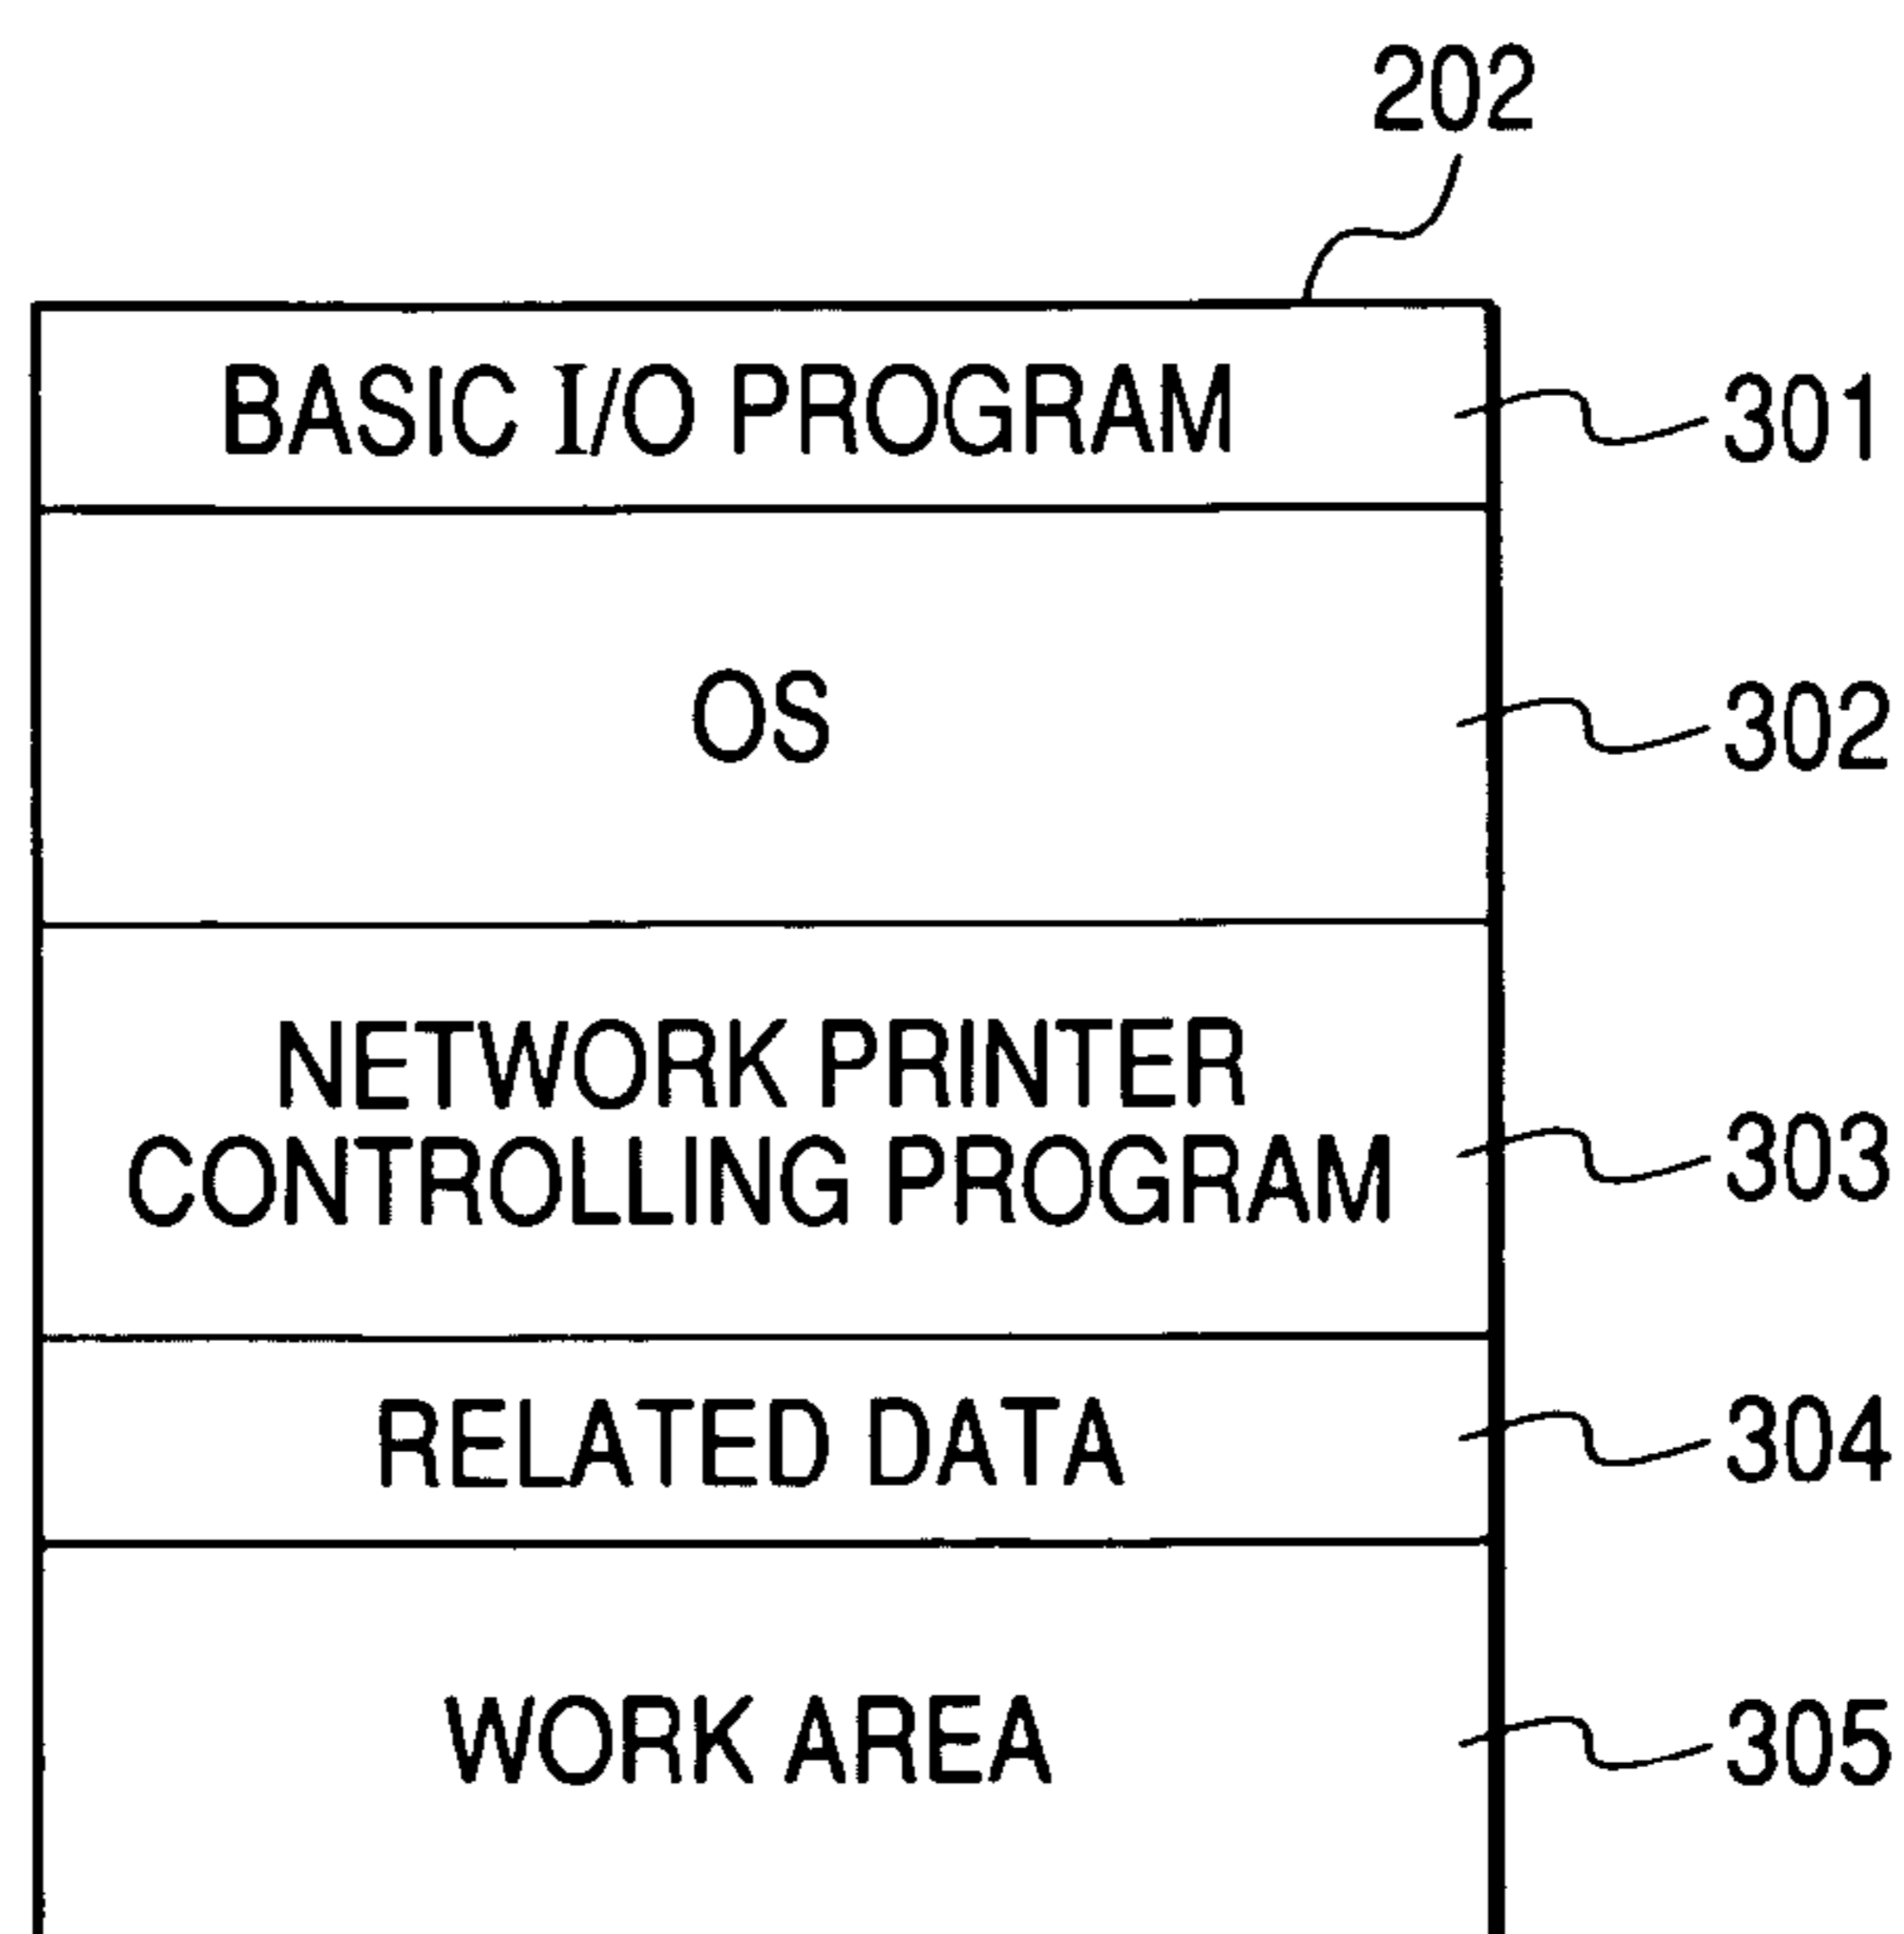 202
BASIC I/O PROGRAM
301
OS
302
NETWORK PRINTER
CONTROLLING PROGRAM
303
RELATED DATA
304
WORK AREA
305